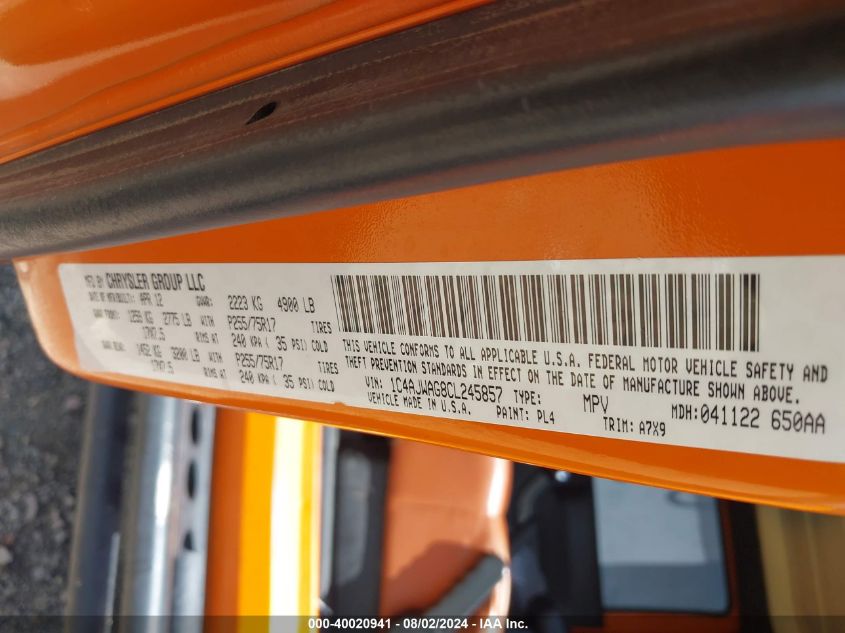 MFD BY CHRYSLER GROUP LLC
DATE OF MFR(BUILT): APR 12 GVWR: 2223 KG 4900 LB
GAWR FRONT: 1259 KG 2775 LB WITH P255/75R17 TIRES
17X7.5 RIMS AT 240 KPA ( 35 PSI) COLD
GAWR REAR: 1452 KG 3200 LB WITH P255/75R17 TIRES
17X7.5 RIMS AT 240 KPA ( 35 PSI) COLD
THIS VEHICLE CONFORMS TO ALL APPLICABLE U.S.A. FEDERAL MOTOR VEHICLE SAFETY AND
THEFT PREVENTION STANDARDS IN EFFECT ON THE DATE OF MANUFACTURE SHOWN ABOVE.
VIN: 1C4AJWAG8CL245857 TYPE: MPV MDH: 041122 650AA
VEHICLE MADE IN U.S.A. PAINT: PL4 TRIM: A7X9
000-40020941 - 08/02/2024 - IAA, Inc.